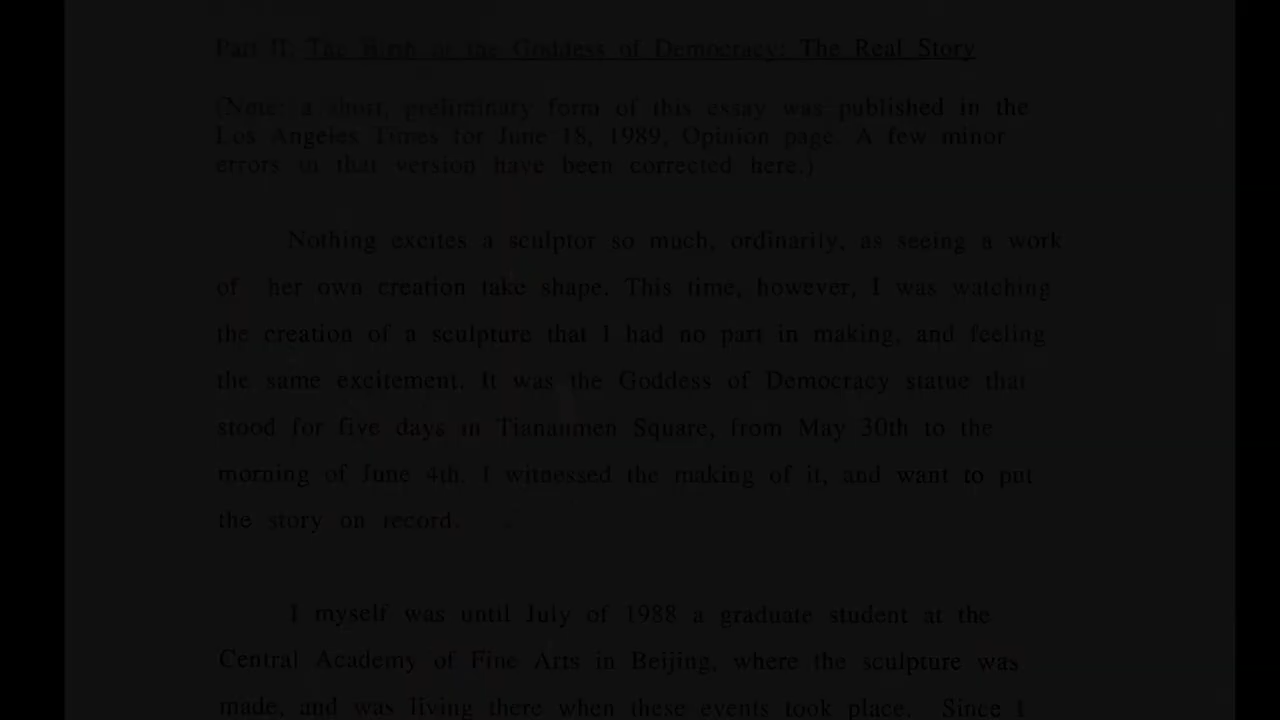 Part II. The Birth of the Goddess of Democracy: The Real Story
(Note: a short, preliminary form of this essay was published in the
Los Angeles Times for June 18, 1989, Opinion page. A few minor
errors in that version have been corrected here.)
Nothing excites a sculptor so much, ordinarily, as seeing a work
of her own creation take shape. This time, however, I was watching
the creation of a sculpture that I had no part in making, and feeling
the same excitement. It was the Goddess of Democracy statue that
stood for five days in Tiananmen Square, from May 30th to the
morning of June 4th. I witnessed the making of it, and want to put
the story on record.
I myself was until July of 1988 a graduate student at the
Central Academy of Fine Arts in Beijing, where the sculpture was
made, and was living there when these events took place. Since I